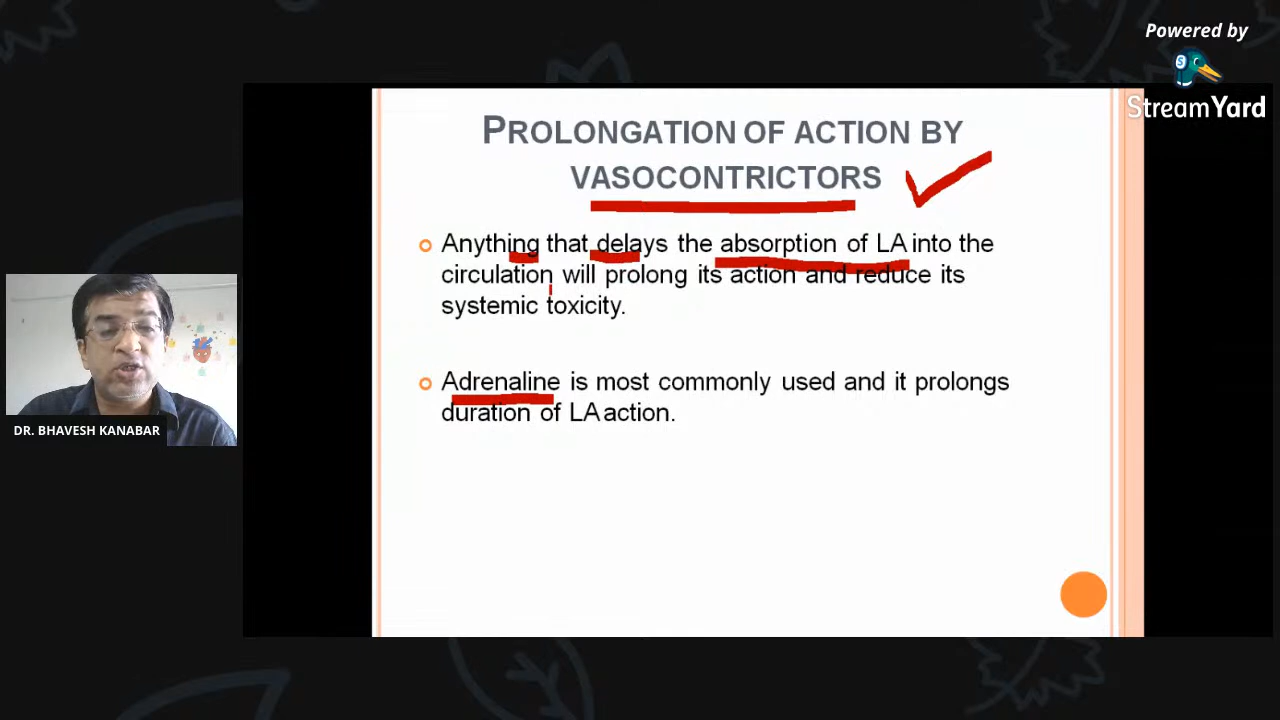 Powered by
StreamYard
PROLONGATION OF ACTION BY
VASOCONTRICTORS
Anything that delays the absorption of LA into the
circulation will prolong its action and reduce its
systemic toxicity.
Adrenaline is most commonly used and it prolongs
duration of LA action.
DR. BHAVESH KANABAR